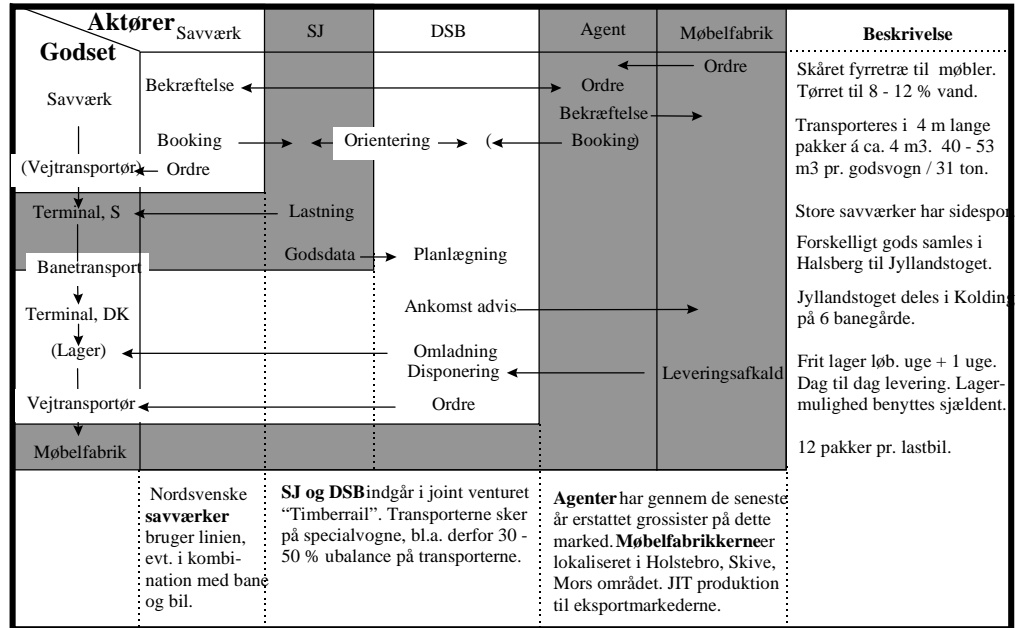 Aktører
Godset
Savværk SJ DSB Agent Møbelfabrik Beskrivelse
Ordre
Skåret fyrretræ til møbler.
Bekræftelse Ordre
Tørret til 8 - 12 % vand.
Savværk
Bekræftelse
Transporteres i 4 m lange
Booking Orientering ( Booking)
pakker á ca. 4 m3. 40 - 53
(Vejtransportør) Ordre
m3 pr. godsvogn / 31 ton.
Terminal, S Lastning
Store savværker har sidespor.
Godsdata Planlægning
Forskelligt gods samles i
Banetransport
Halsberg til Jyllandstoget.
Terminal, DK Ankomst advis
Jyllandstoget deles i Kolding
på 6 banegårde.
(Lager) Omladning
Frit lager løb. uge + 1 uge.
Disponering Leveringsafkald
Dag til dag levering. Lager-
mulighed benyttes sjældent.
Vejtransportør Ordre
Møbelfabrik
12 pakker pr. lastbil.
Nordsvenske
savværker
bruger linien,
evt. i kombi-
nation med bane
og bil.
SJ og DSB indgår i joint venturet
“Timberrail”. Transporterne sker
på specialvogne, bl.a. derfor 30 -
50 % ubalance på transporterne.
Agenter har gennem de seneste
år erstattet grossister på dette
marked. Møbelfabrikkerne er
lokaliseret i Holstebro, Skive,
Mors området. JIT produktion
til eksportmarkederne.